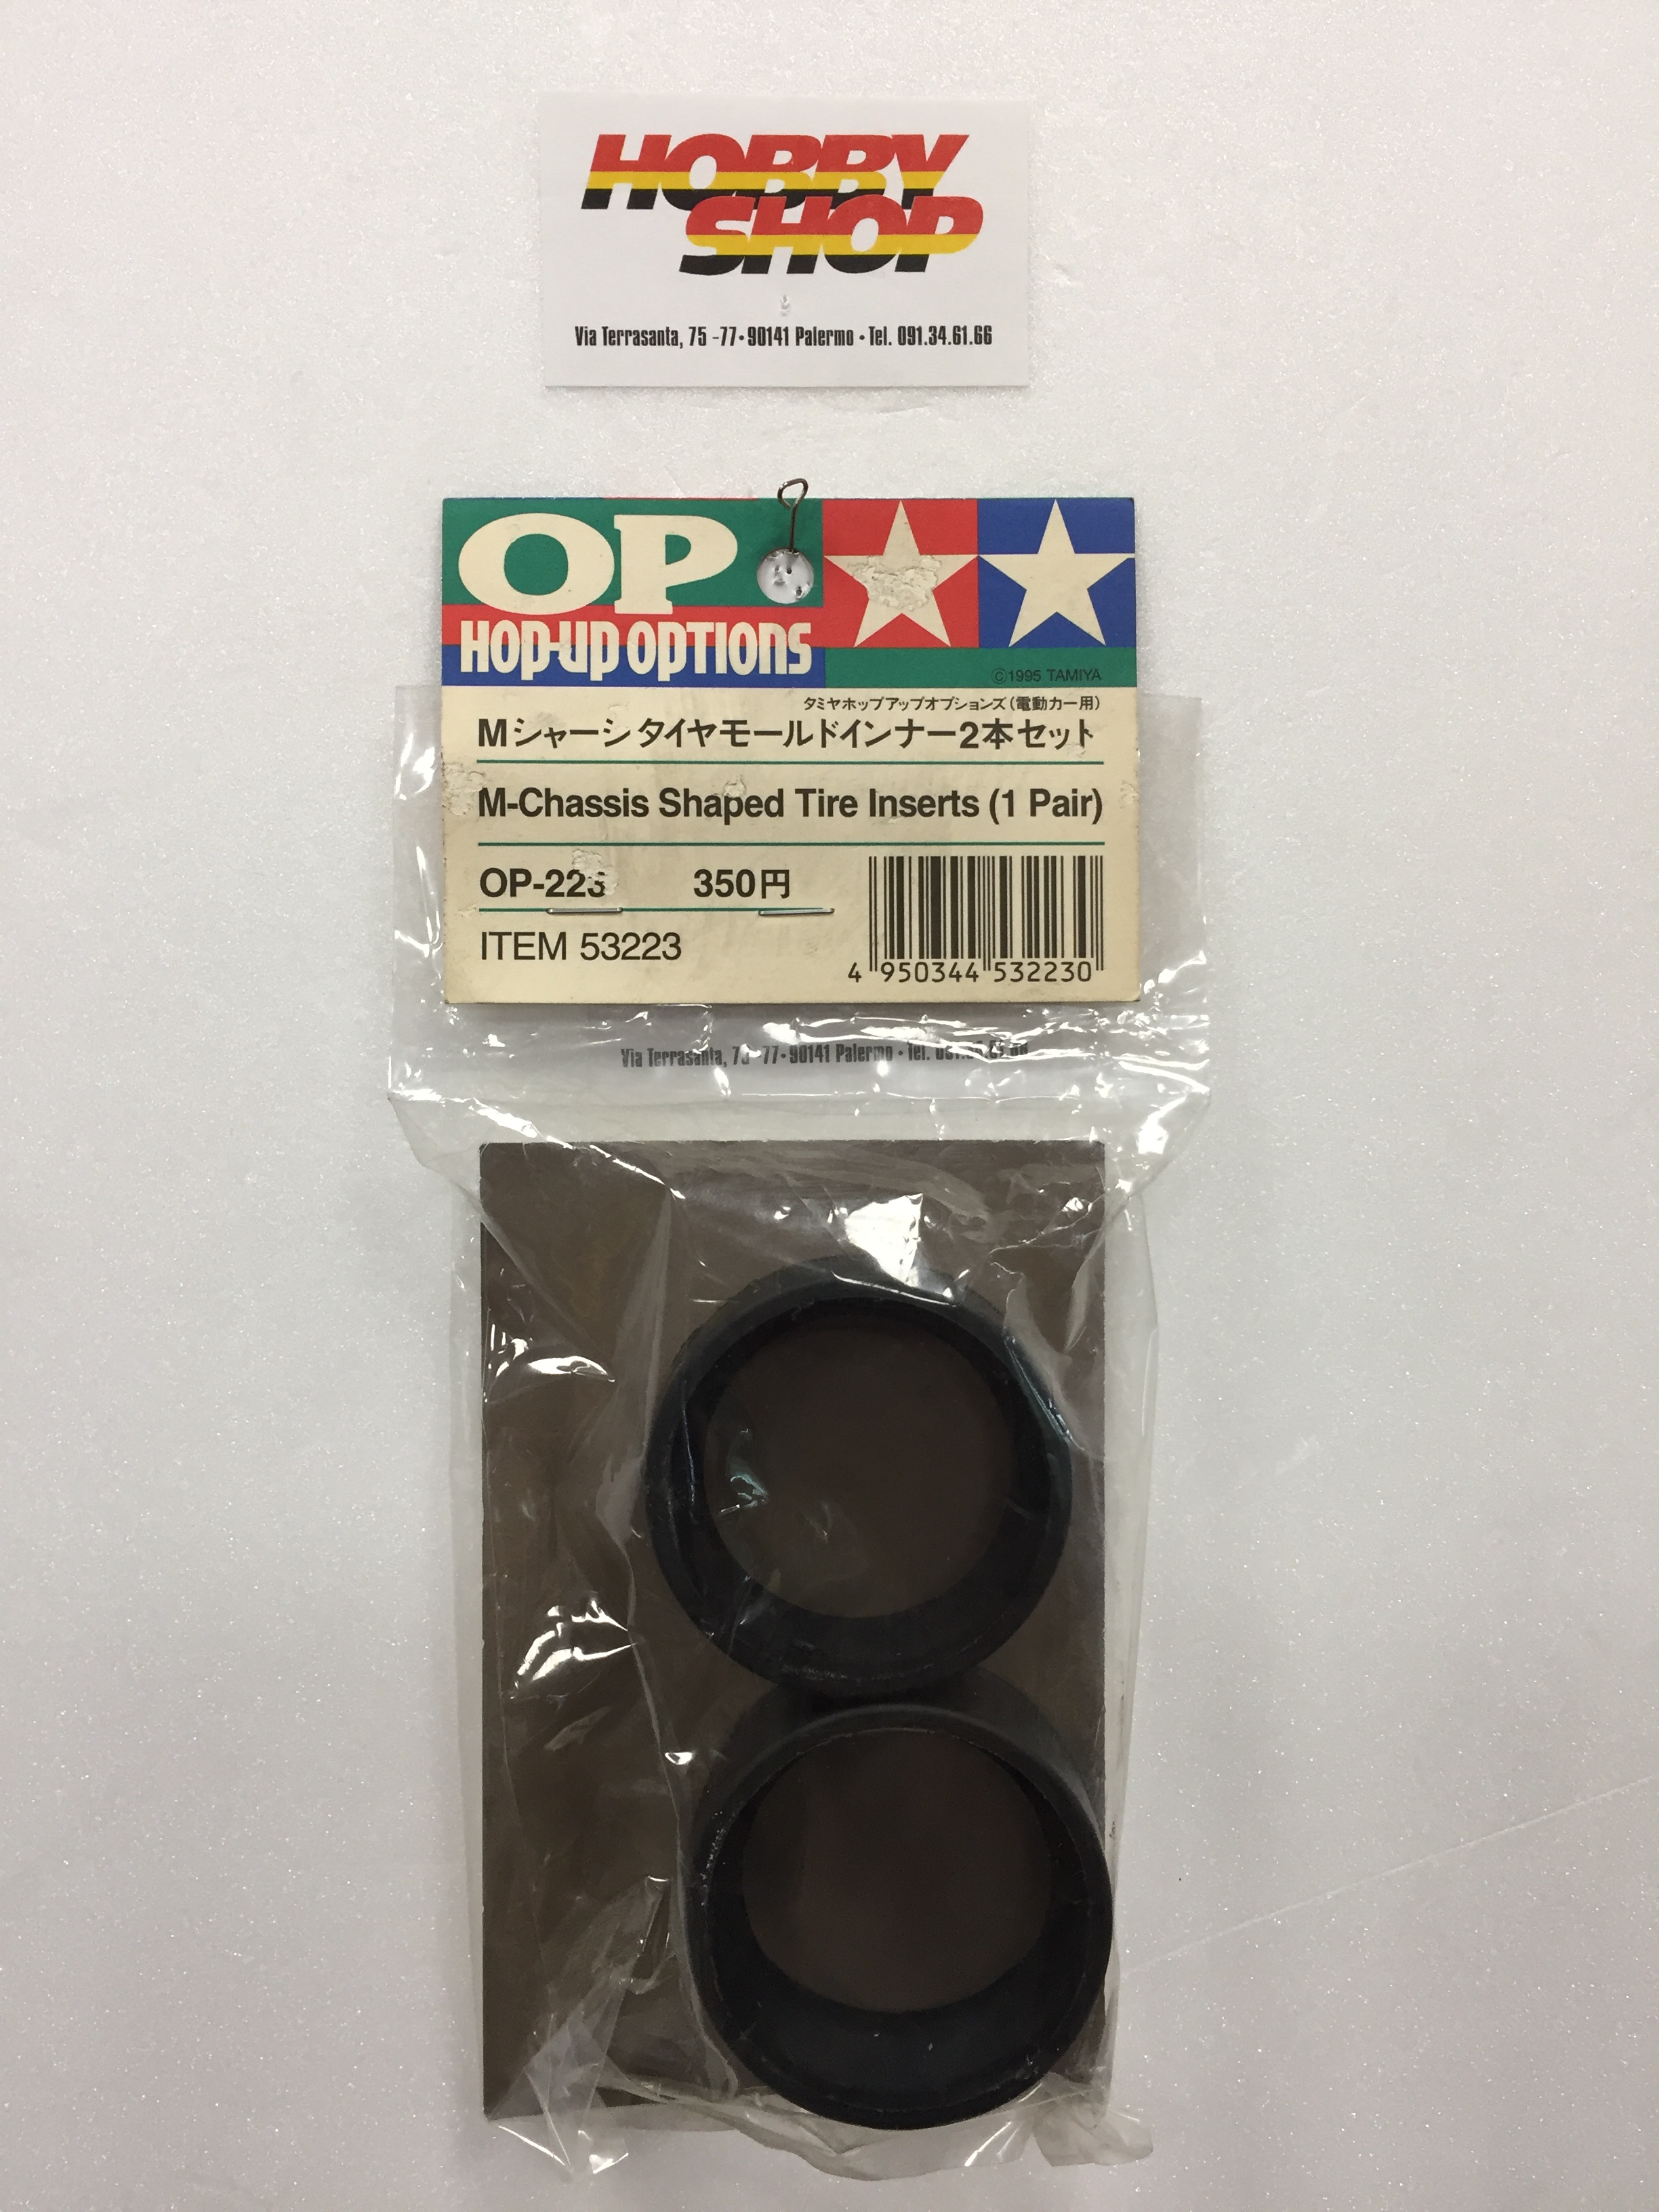 HOBBY
SHOP
Via Terrasanta, 75 -77 • 90141 Palermo • Tel. 091.34.61.66
OP
HOP-UP OPTIONS
©1995 TAMIYA
タミヤホップアップオプションズ(電動カー用)
Mシャーシタイヤモールドインナー2本セット
M-Chassis Shaped Tire Inserts (1 Pair)
OP-223 350円
ITEM 53223
4 950344 532230
Via Terrasanta, 75 -77 • 90141 Palermo • Tel.